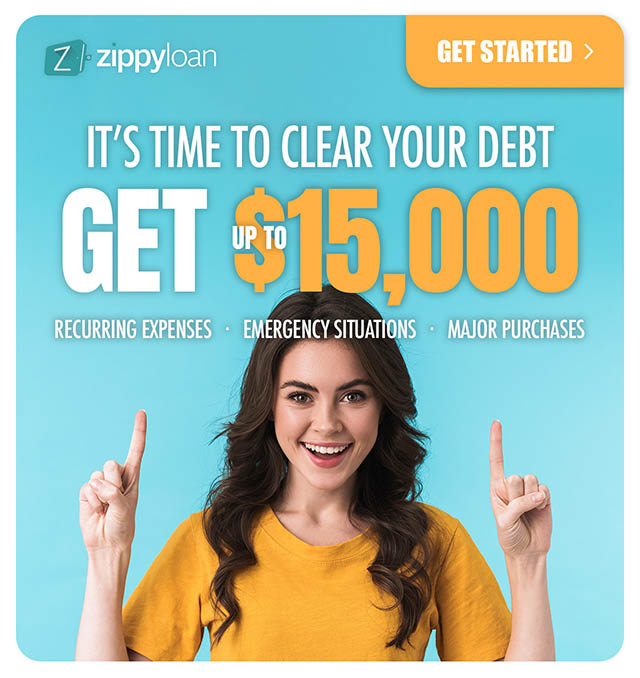 Z zippyloan
GET STARTED >
IT'S TIME TO CLEAR YOUR DEBT
GET UP TO $15,000
RECURRING EXPENSES · EMERGENCY SITUATIONS · MAJOR PURCHASES